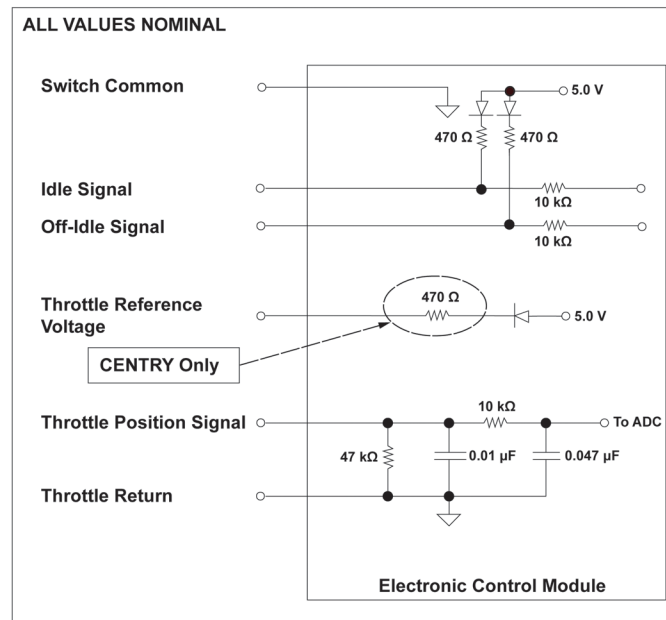 ALL VALUES NOMINAL
Switch Common
5.0 V
470 Ω
470 Ω
Idle Signal
10 kΩ
Off-Idle Signal
10 kΩ
Throttle Reference
Voltage
470 Ω
5.0 V
CENTRY Only
Throttle Position Signal
10 kΩ
To ADC
47 kΩ
0.01 µF
0.047 µF
Throttle Return
Electronic Control Module